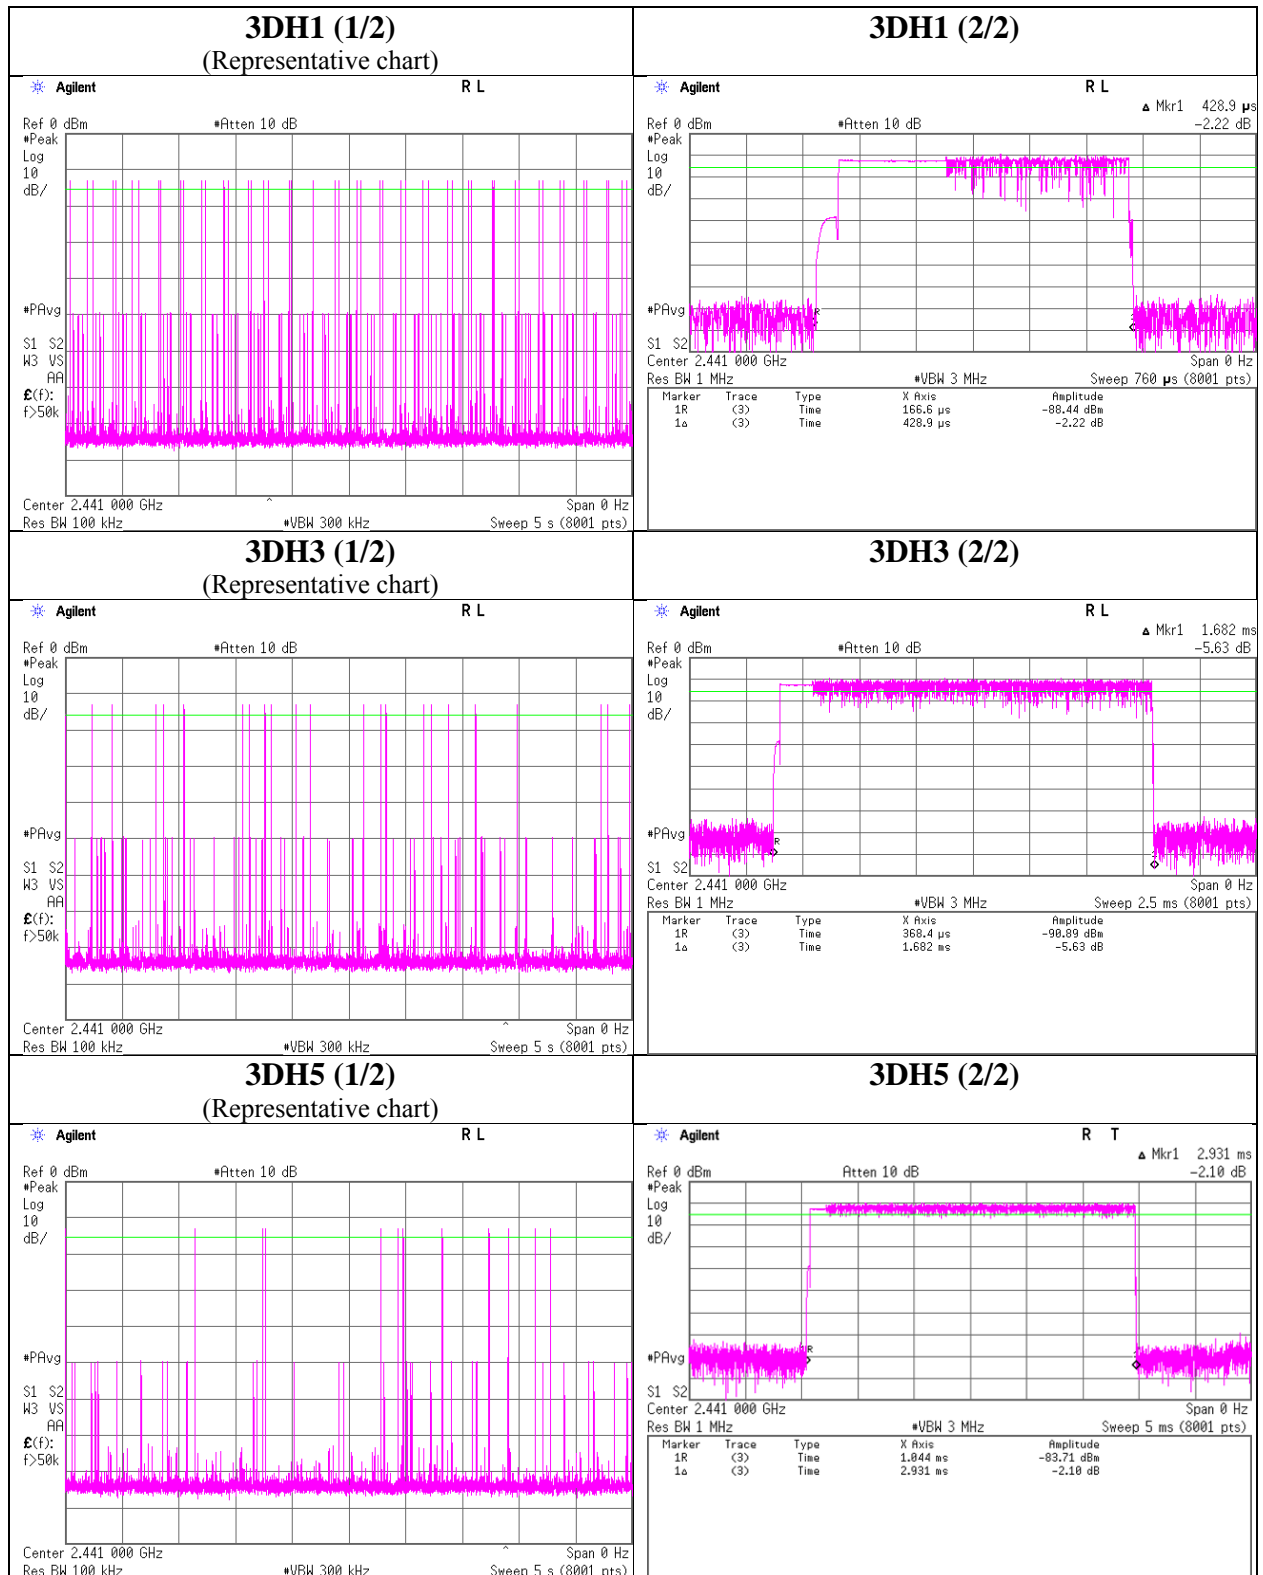 3DH1 (1/2)
(Representative chart)
Agilent
R L
Ref 0 dBm
#Atten 10 dB
#Peak
Log
10
dB/
#PAvg
S1 S2
W3 VS
AA
£(f):
f>50k
Center 2.441 000 GHz
^
Span 0 Hz
Res BW 100 kHz
#VBW 300 kHz
Sweep 5 s (8001 pts)
3DH1 (2/2)
Agilent
R L
Δ Mkr1 428.9 µs
Ref 0 dBm
#Atten 10 dB
-2.22 dB
#Peak
Log
10
dB/
#PAvg
R
S1 S2
Center 2.441 000 GHz
Span 0 Hz
Res BW 1 MHz
#VBW 3 MHz
Sweep 760 µs (8001 pts)
Marker Trace Type X Axis Amplitude
1R (3) Time 166.6 µs -88.44 dBm
1Δ (3) Time 428.9 µs -2.22 dB
3DH3 (1/2)
(Representative chart)
Agilent
R L
Ref 0 dBm
#Atten 10 dB
#Peak
Log
10
dB/
#PAvg
S1 S2
W3 VS
AA
£(f):
f>50k
Center 2.441 000 GHz
^
Span 0 Hz
Res BW 100 kHz
#VBW 300 kHz
Sweep 5 s (8001 pts)
3DH3 (2/2)
Agilent
R L
Δ Mkr1 1.682 ms
Ref 0 dBm
#Atten 10 dB
-5.63 dB
#Peak
Log
10
dB/
#PAvg
R
S1 S2
Center 2.441 000 GHz
Span 0 Hz
Res BW 1 MHz
#VBW 3 MHz
Sweep 2.5 ms (8001 pts)
Marker Trace Type X Axis Amplitude
1R (3) Time 368.4 µs -90.89 dBm
1Δ (3) Time 1.682 ms -5.63 dB
3DH5 (1/2)
(Representative chart)
Agilent
R L
Ref 0 dBm
#Atten 10 dB
#Peak
Log
10
dB/
#PAvg
S1 S2
W3 VS
AA
£(f):
f>50k
Center 2.441 000 GHz
^
Span 0 Hz
Res BW 100 kHz
#VBW 300 kHz
Sweep 5 s (8001 pts)
3DH5 (2/2)
Agilent
R T
Δ Mkr1 2.931 ms
Ref 0 dBm
Atten 10 dB
-2.10 dB
#Peak
Log
10
dB/
#PAvg
R
S1 S2
Center 2.441 000 GHz
Span 0 Hz
Res BW 1 MHz
#VBW 3 MHz
Sweep 5 ms (8001 pts)
Marker Trace Type X Axis Amplitude
1R (3) Time 1.044 ms -83.71 dBm
1Δ (3) Time 2.931 ms -2.10 dB